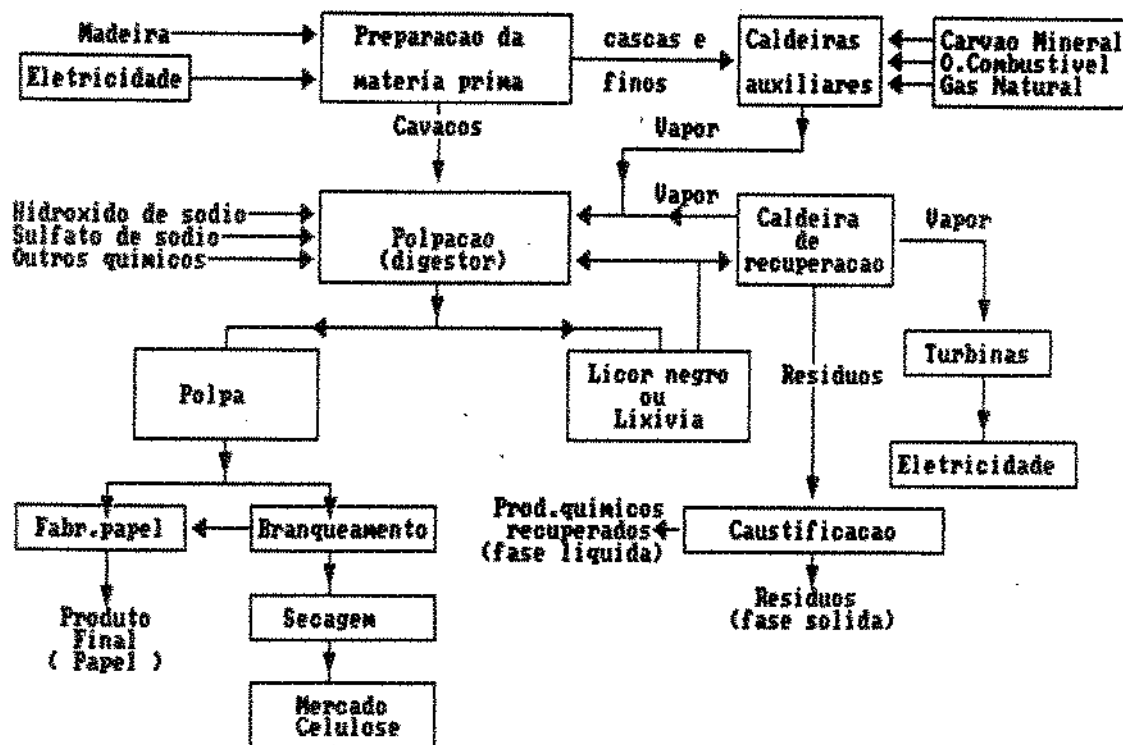 Madeira
Eletricidade
Preparacao da
materia prima
cascas e
finos
Caldeiras
auxiliares
Carvao Mineral
O.Combustivel
Gas Natural
Cavacos
Vapor
Hidroxido de sodio
Sulfato de sodio
Outros quimicos
Polpacao
(digestor)
Vapor
Caldeira
de
recuperacao
Vapor
Turbinas
Eletricidade
Polpa
Licor negro
ou
Lixivia
Residuos
Fabr.papel
Branqueamento
Prod.quimicos
recuperados
(fase liquida)
Caustificacao
Produto
Final
( Papel )
Secagem
Residuos
(fase solida)
Mercado
Celulose